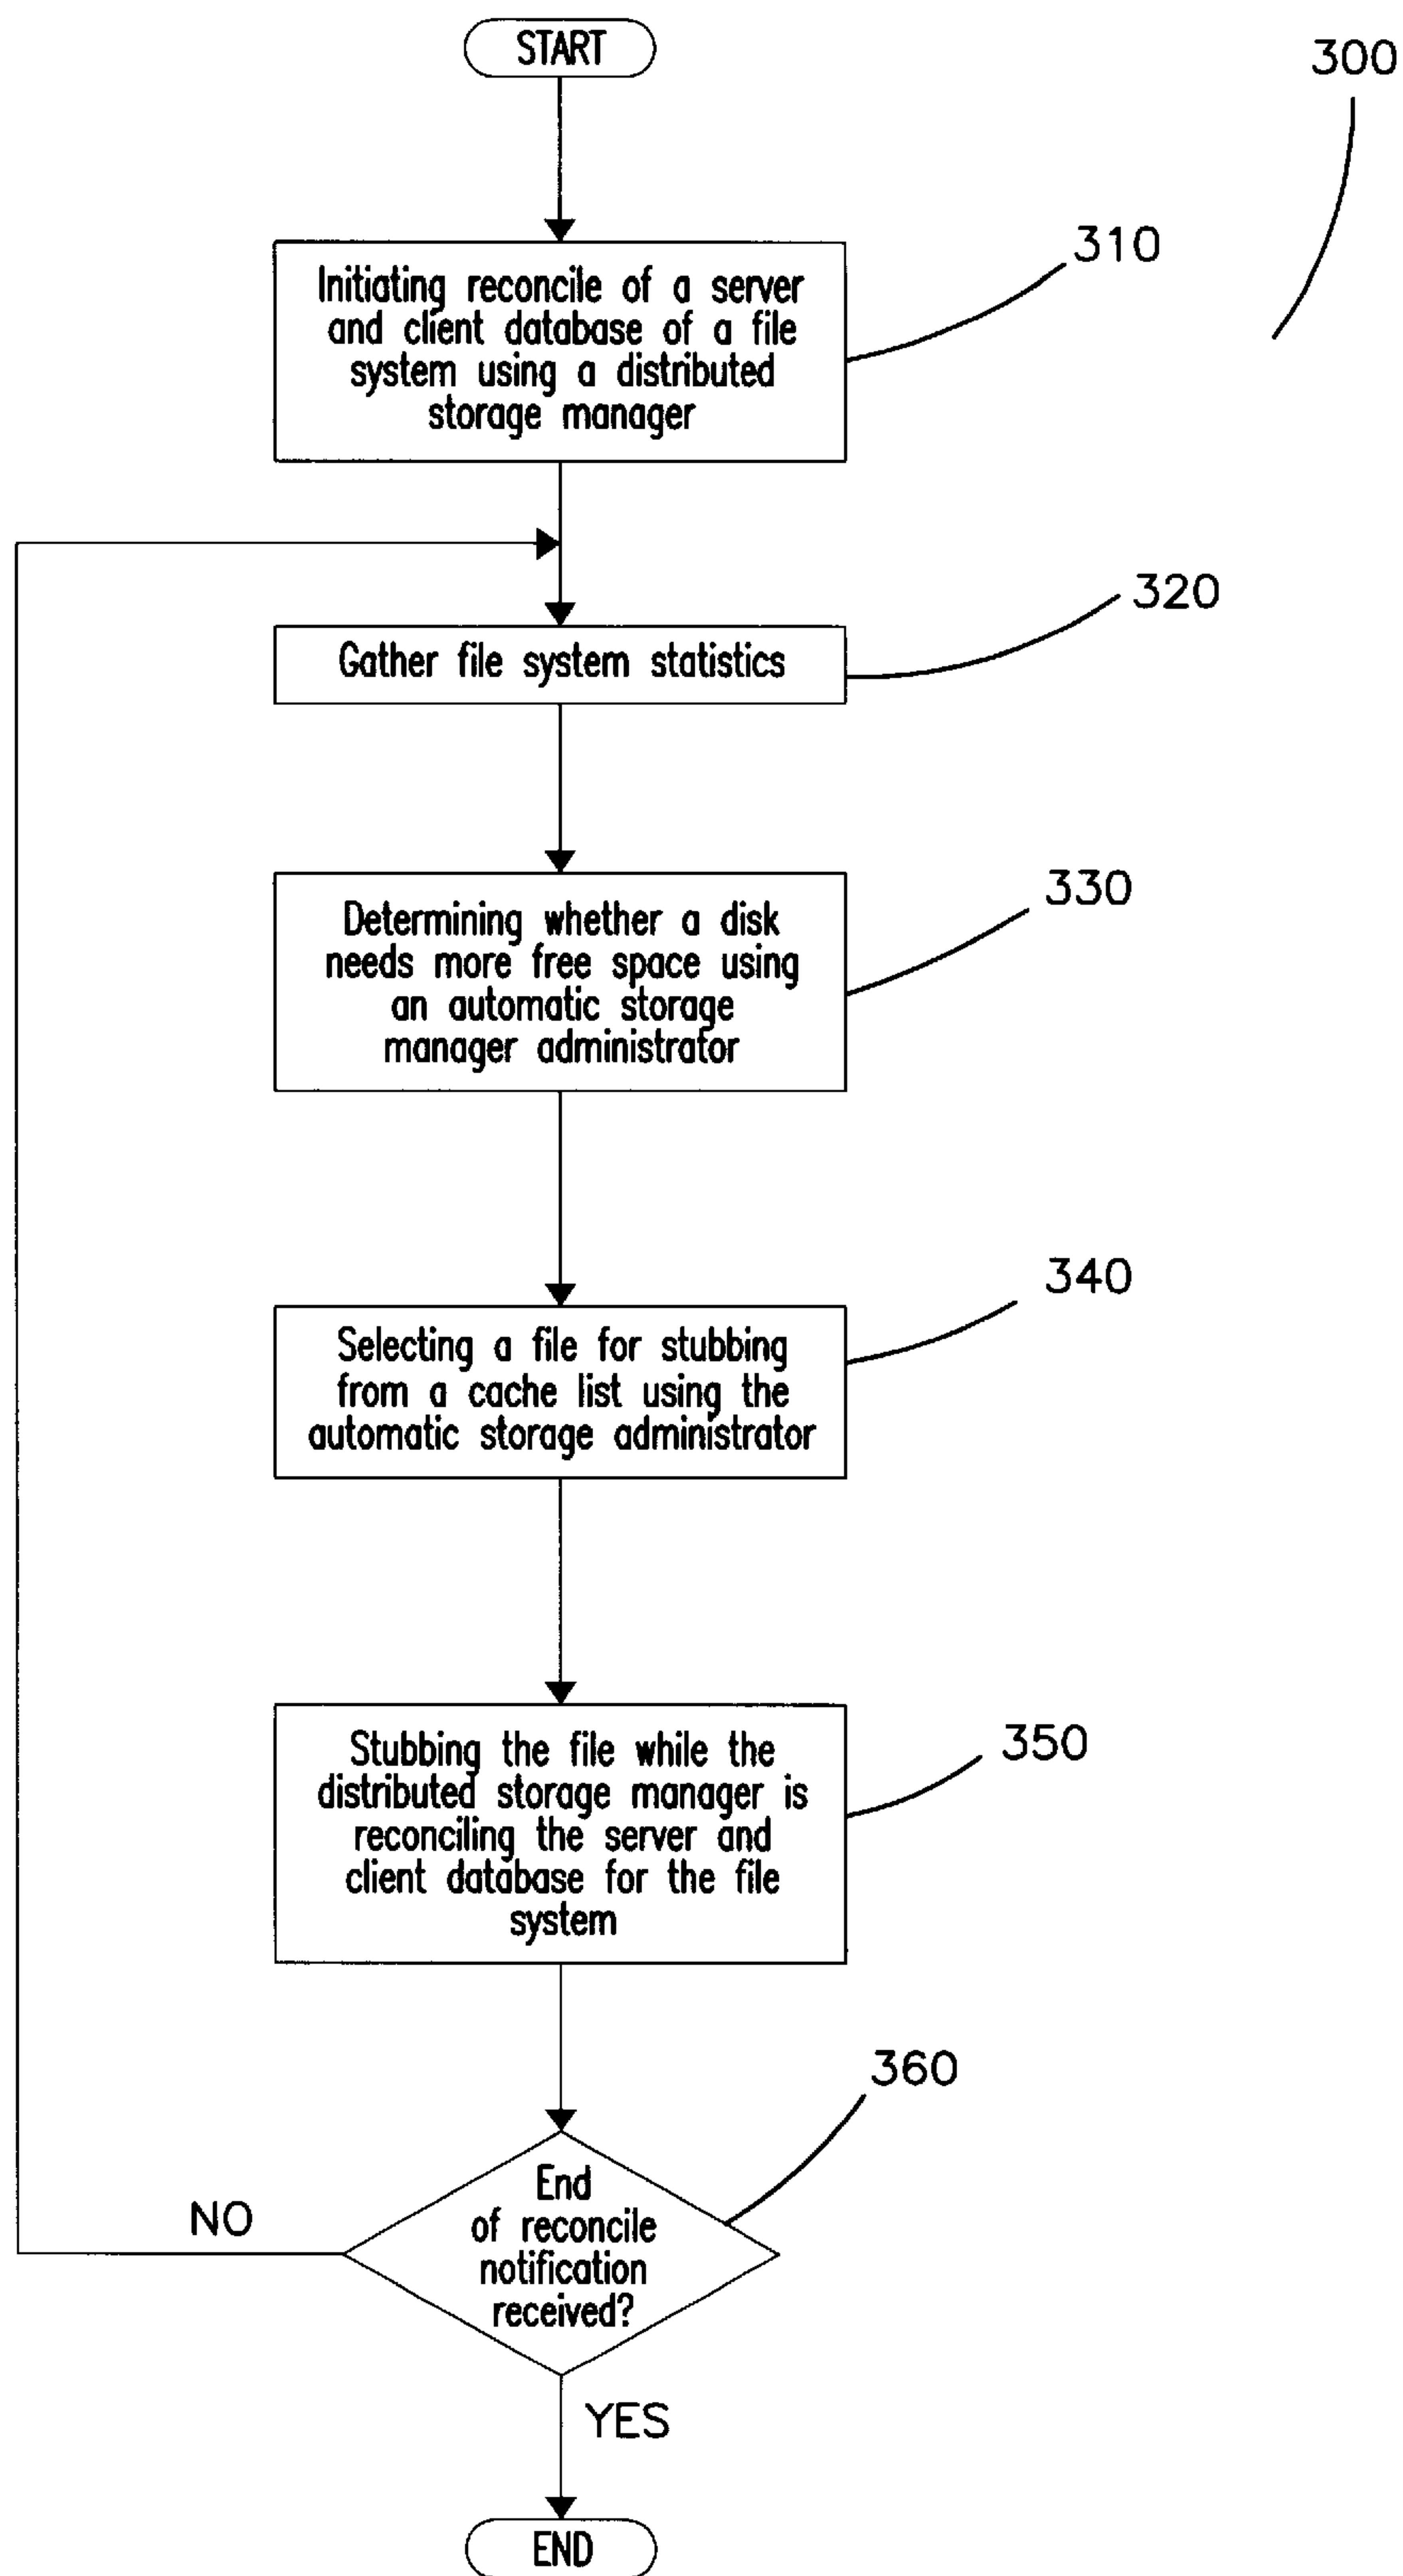 START
300
310
Initiating reconcile of a server
and client database of a file
system using a distributed
storage manager
320
Gather file system statistics
330
Determining whether a disk
needs more free space using
an automatic storage
manager administrator
340
Selecting a file for stubbing
from a cache list using the
automatic storage administrator
350
Stubbing the file while the
distributed storage manager is
reconciling the server and
client database for the file
system
360
End
of reconcile
notification
received?
NO
YES
END